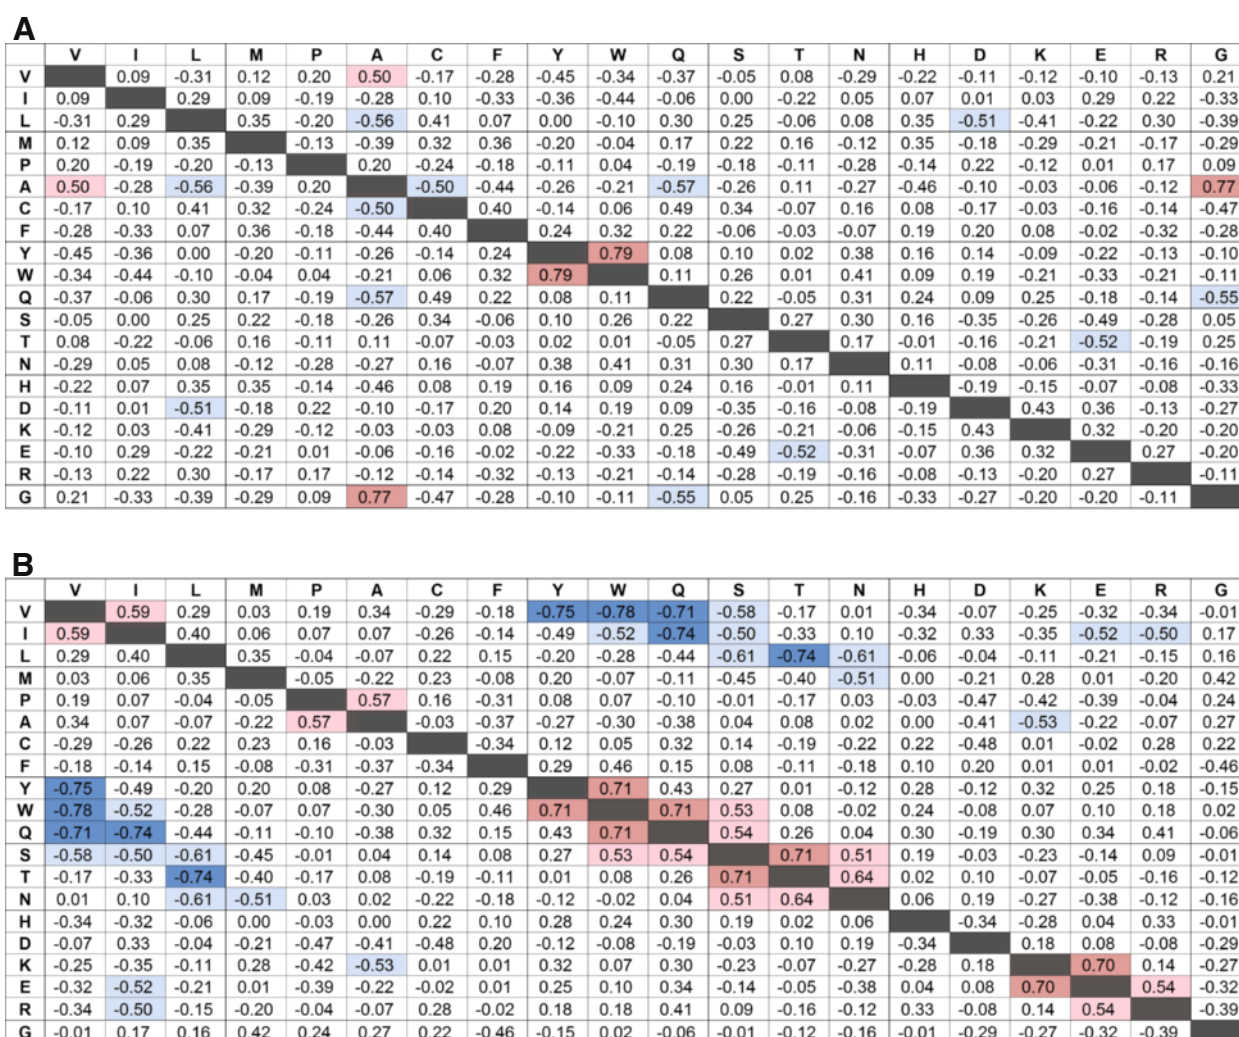 A
V I L M P A C F Y W Q S T N H D K E R G
V 0.09 -0.31 0.12 0.20 0.50 -0.17 -0.28 -0.45 -0.34 -0.37 -0.05 0.08 -0.29 -0.22 -0.11 -0.12 -0.10 -0.13 0.21
I 0.09 0.29 0.09 -0.19 -0.28 0.10 -0.33 -0.36 -0.44 -0.06 0.00 -0.22 0.05 0.07 0.01 0.03 0.29 0.22 -0.33
L -0.31 0.29 0.35 -0.20 -0.56 0.41 0.07 0.00 -0.10 0.30 0.25 -0.06 0.08 0.35 -0.51 -0.41 -0.22 0.30 -0.39
M 0.12 0.09 0.35 -0.13 -0.39 0.32 0.36 -0.20 -0.04 0.17 0.22 0.16 -0.12 0.35 -0.18 -0.29 -0.21 -0.17 -0.29
P 0.20 -0.19 -0.20 -0.13 0.20 -0.24 -0.18 -0.11 0.04 -0.19 -0.18 -0.11 -0.28 -0.14 0.22 -0.12 0.01 0.17 0.09
A 0.50 -0.28 -0.56 -0.39 0.20 -0.50 -0.44 -0.26 -0.21 -0.57 -0.26 0.11 -0.27 -0.46 -0.10 -0.03 -0.06 -0.12 0.77
C -0.17 0.10 0.41 0.32 -0.24 -0.50 0.40 -0.14 0.06 0.49 0.34 -0.07 0.16 0.08 -0.17 -0.03 -0.16 -0.14 -0.47
F -0.28 -0.33 0.07 0.36 -0.18 -0.44 0.40 0.24 0.32 0.22 -0.06 -0.03 -0.07 0.19 0.20 0.08 -0.02 -0.32 -0.28
Y -0.45 -0.36 0.00 -0.20 -0.11 -0.26 -0.14 0.24 0.79 0.08 0.10 0.02 0.38 0.16 0.14 -0.09 -0.22 -0.13 -0.10
W -0.34 -0.44 -0.10 -0.04 0.04 -0.21 0.06 0.32 0.79 0.11 0.26 0.01 0.41 0.09 0.19 -0.21 -0.33 -0.21 -0.11
Q -0.37 -0.06 0.30 0.17 -0.19 -0.57 0.49 0.22 0.08 0.11 0.22 -0.05 0.31 0.24 0.09 0.25 -0.18 -0.14 -0.55
S -0.05 0.00 0.25 0.22 -0.18 -0.26 0.34 -0.06 0.10 0.26 0.22 0.27 0.30 0.16 -0.35 -0.26 -0.49 -0.28 0.05
T 0.08 -0.22 -0.06 0.16 -0.11 0.11 -0.07 -0.03 0.02 0.01 -0.05 0.27 0.17 -0.01 -0.16 -0.21 -0.52 -0.19 0.25
N -0.29 0.05 0.08 -0.12 -0.28 -0.27 0.16 -0.07 0.38 0.41 0.31 0.30 0.17 0.11 -0.08 -0.06 -0.31 -0.16 -0.16
H -0.22 0.07 0.35 0.35 -0.14 -0.46 0.08 0.19 0.16 0.09 0.24 0.16 -0.01 0.11 -0.19 -0.15 -0.07 -0.08 -0.33
D -0.11 0.01 -0.51 -0.18 0.22 -0.10 -0.17 0.20 0.14 0.19 0.09 -0.35 -0.16 -0.08 -0.19 0.43 0.36 -0.13 -0.27
K -0.12 0.03 -0.41 -0.29 -0.12 -0.03 -0.03 0.08 -0.09 -0.21 0.25 -0.26 -0.21 -0.06 -0.15 0.43 0.32 -0.20 -0.20
E -0.10 0.29 -0.22 -0.21 0.01 -0.06 -0.16 -0.02 -0.22 -0.33 -0.18 -0.49 -0.52 -0.31 -0.07 0.36 0.32 0.27 -0.20
R -0.13 0.22 0.30 -0.17 0.17 -0.12 -0.14 -0.32 -0.13 -0.21 -0.14 -0.28 -0.19 -0.16 -0.08 -0.13 -0.20 0.27 -0.11
G 0.21 -0.33 -0.39 -0.29 0.09 0.77 -0.47 -0.28 -0.10 -0.11 -0.55 0.05 0.25 -0.16 -0.33 -0.27 -0.20 -0.20 -0.11
B
V I L M P A C F Y W Q S T N H D K E R G
V 0.59 0.29 0.03 0.19 0.34 -0.29 -0.18 -0.75 -0.78 -0.71 -0.58 -0.17 0.01 -0.34 -0.07 -0.25 -0.32 -0.34 -0.01
I 0.59 0.40 0.06 0.07 0.07 -0.26 -0.14 -0.49 -0.52 -0.74 -0.50 -0.33 0.10 -0.32 0.33 -0.35 -0.52 -0.50 0.17
L 0.29 0.40 0.35 -0.04 -0.07 0.22 0.15 -0.20 -0.28 -0.44 -0.61 -0.74 -0.61 -0.06 -0.04 -0.11 -0.21 -0.15 0.16
M 0.03 0.06 0.35 -0.05 -0.22 0.23 -0.08 0.20 -0.07 -0.11 -0.45 -0.40 -0.51 0.00 -0.21 0.28 0.01 -0.20 0.42
P 0.19 0.07 -0.04 -0.05 0.57 0.16 -0.31 0.08 0.07 -0.10 -0.01 -0.17 0.03 -0.03 -0.47 -0.42 -0.39 -0.04 0.24
A 0.34 0.07 -0.07 -0.22 0.57 -0.03 -0.37 -0.27 -0.30 -0.38 0.04 0.08 0.02 0.00 -0.41 -0.53 -0.22 -0.07 0.27
C -0.29 -0.26 0.22 0.23 0.16 -0.03 -0.34 0.12 0.05 0.32 0.14 -0.19 -0.22 0.22 -0.48 0.01 -0.02 0.28 0.22
F -0.18 -0.14 0.15 -0.08 -0.31 -0.37 -0.34 0.29 0.46 0.15 0.08 -0.11 -0.18 0.10 0.20 0.01 0.01 -0.02 -0.46
Y -0.75 -0.49 -0.20 0.20 0.08 -0.27 0.12 0.29 0.71 0.43 0.27 0.01 -0.12 0.28 -0.12 0.32 0.25 0.18 -0.15
W -0.78 -0.52 -0.28 -0.07 0.07 -0.30 0.05 0.46 0.71 0.71 0.53 0.08 -0.02 0.24 -0.08 0.07 0.10 0.18 0.02
Q -0.71 -0.74 -0.44 -0.11 -0.10 -0.38 0.32 0.15 0.43 0.71 0.54 0.26 0.04 0.30 -0.19 0.30 0.34 0.41 -0.06
S -0.58 -0.50 -0.61 -0.45 -0.01 0.04 0.14 0.08 0.27 0.53 0.54 0.71 0.51 0.19 -0.03 -0.23 -0.14 0.09 -0.01
T -0.17 -0.33 -0.74 -0.40 -0.17 0.08 -0.19 -0.11 0.01 0.08 0.26 0.71 0.64 0.02 0.10 -0.07 -0.05 -0.16 -0.12
N 0.01 0.10 -0.61 -0.51 0.03 0.02 -0.22 -0.18 -0.12 -0.02 0.04 0.51 0.64 0.06 0.19 -0.27 -0.38 -0.12 -0.16
H -0.34 -0.32 -0.06 0.00 -0.03 0.00 0.22 0.10 0.28 0.24 0.30 0.19 0.02 0.06 -0.34 -0.28 0.04 0.33 -0.01
D -0.07 0.33 -0.04 -0.21 -0.47 -0.41 -0.48 0.20 -0.12 -0.08 -0.19 -0.03 0.10 0.19 -0.34 0.18 0.08 -0.08 -0.29
K -0.25 -0.35 -0.11 0.28 -0.42 -0.53 0.01 0.01 0.32 0.07 0.30 -0.23 -0.07 -0.27 -0.28 0.18 0.70 0.14 -0.27
E -0.32 -0.52 -0.21 0.01 -0.39 -0.22 -0.02 0.01 0.25 0.10 0.34 -0.14 -0.05 -0.38 0.04 0.08 0.70 0.54 -0.32
R -0.34 -0.50 -0.15 -0.20 -0.04 -0.07 0.28 -0.02 0.18 0.18 0.41 0.09 -0.16 -0.12 0.33 -0.08 0.14 0.54 -0.39
G -0.01 0.17 0.16 0.42 0.24 0.27 0.22 -0.46 -0.15 0.02 -0.06 -0.01 -0.12 -0.16 -0.01 -0.29 -0.27 -0.32 -0.39